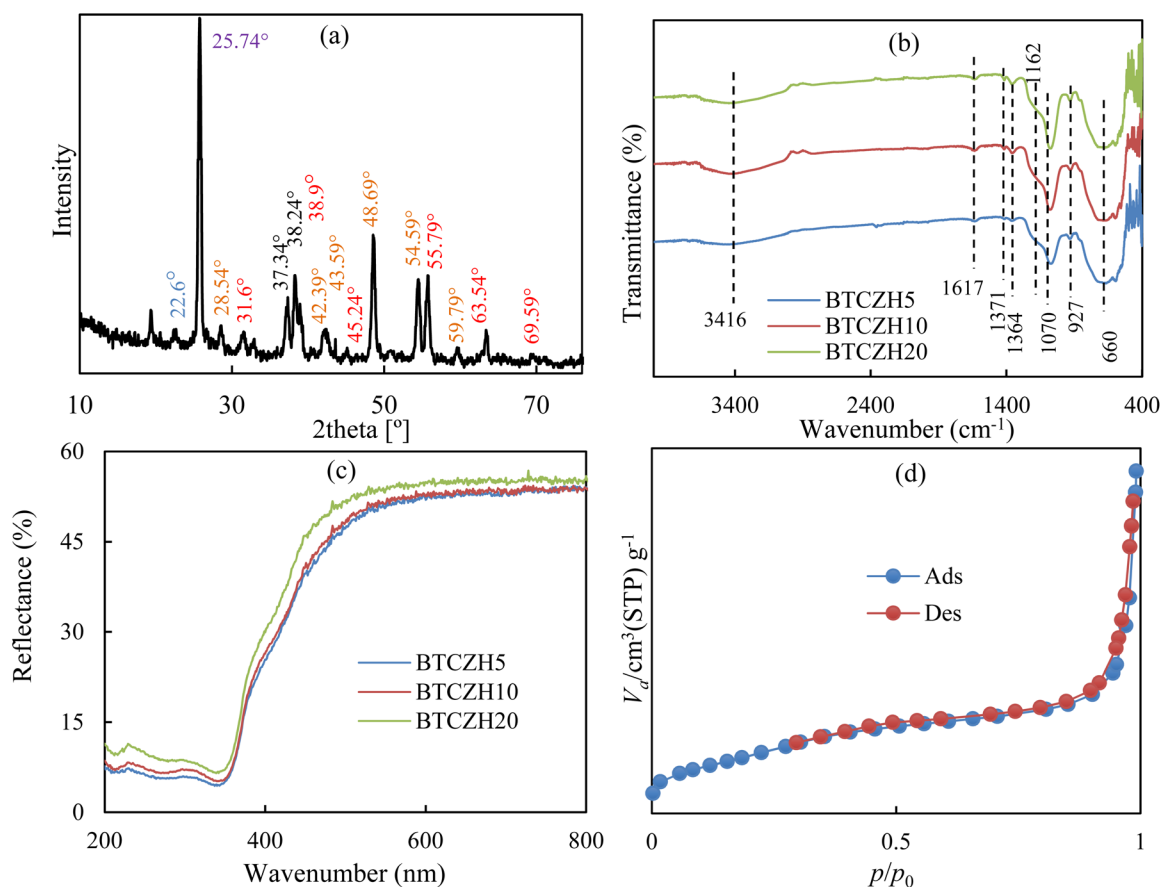 (a)
25.74°
Intensity
22.6°
28.54°
31.6°
37.34°
38.24°
38.9°
42.39°
43.59°
45.24°
48.69°
54.59°
55.79°
59.79°
63.54°
69.59°
10
30
50
70
2theta [º]
(b)
1162
Transmittance (%)
3416
1617
1371
1364
1070
927
660
BTCZH5
BTCZH10
BTCZH20
3400
2400
1400
400
Wavenumber (cm-1)
(c)
60
45
30
15
0
Reflectance (%)
BTCZH5
BTCZH10
BTCZH20
200
400
600
800
Wavenumber (nm)
(d)
Va/cm3(STP) g-1
Ads
Des
0
0.5
1
p/p0